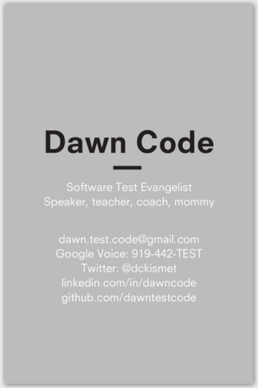 Dawn Code
Software Test Evangelist
Speaker, teacher, coach, mommy
dawn.test.code@gmail.com
Google Voice: 919-442-TEST
Twitter: @dckismet
linkedin.com/in/dawncode
github.com/dawntestcode